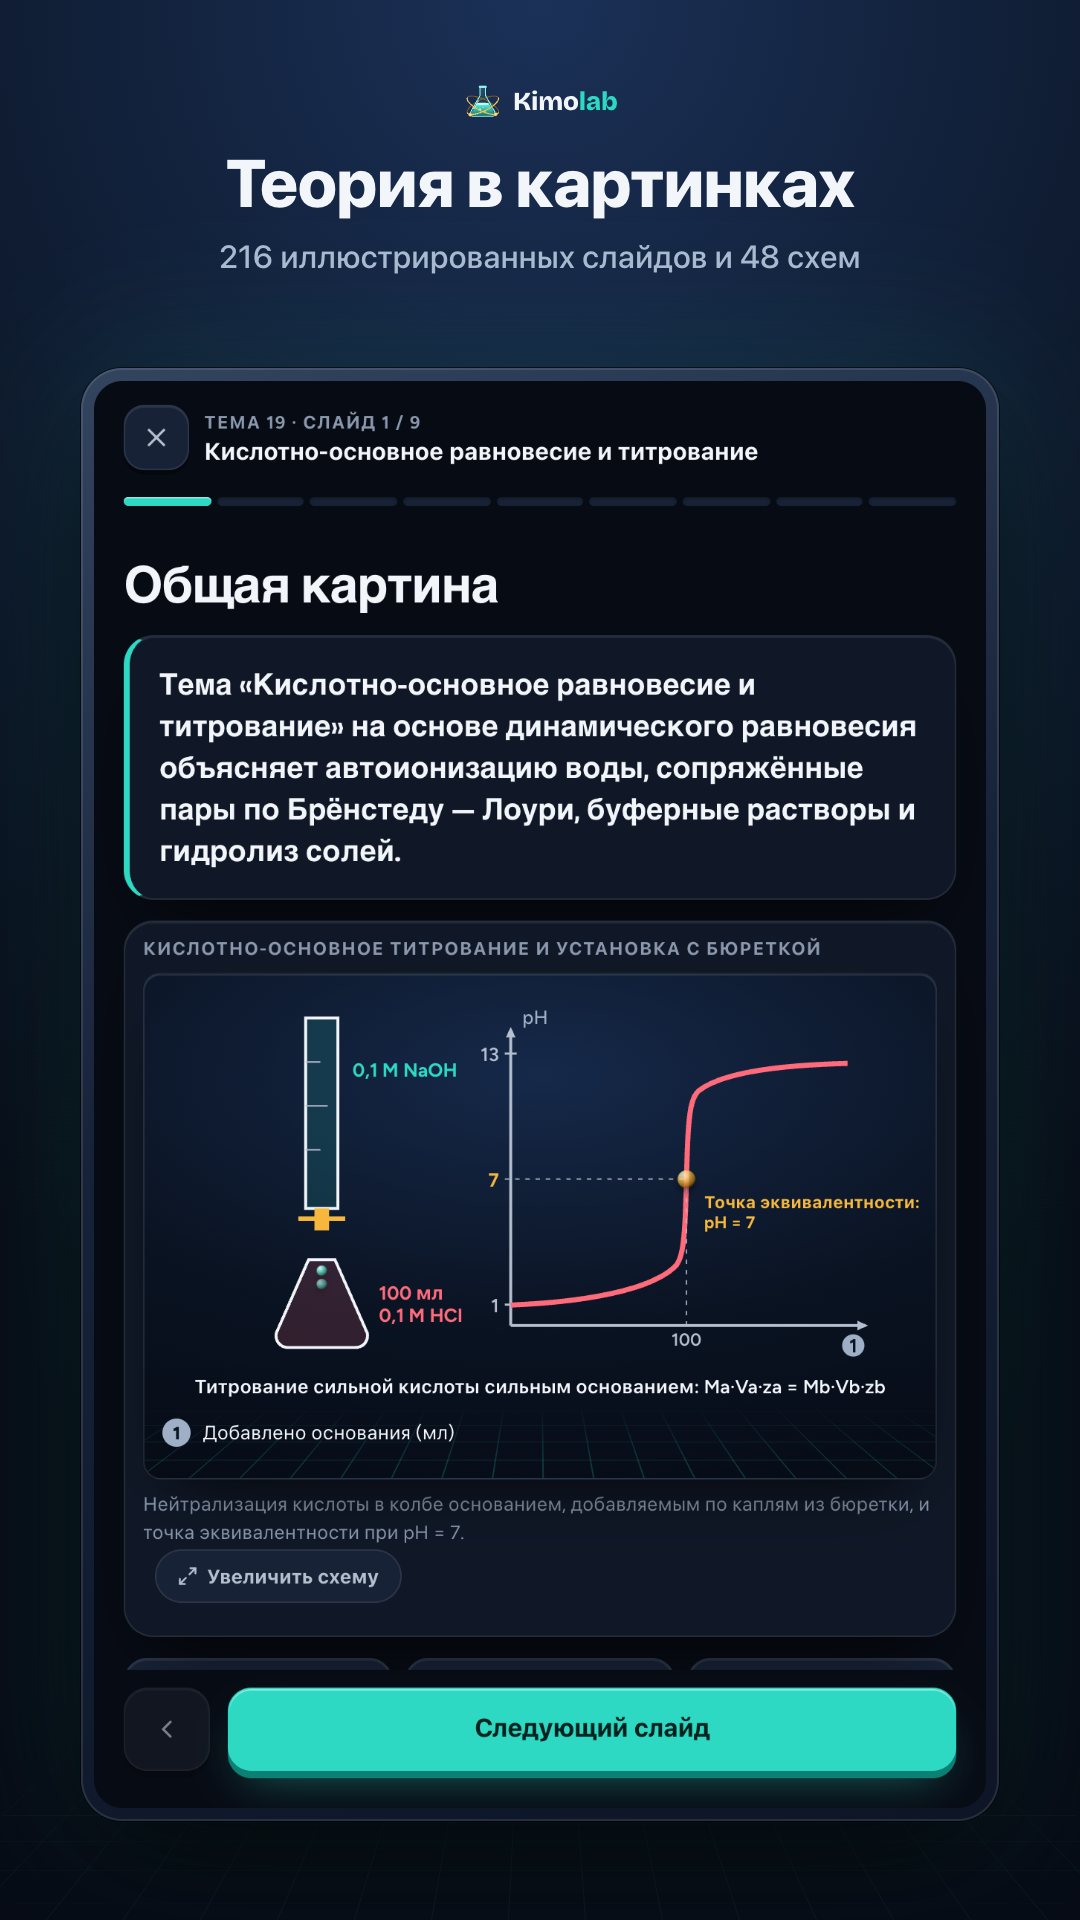 Kimolab
Теория в картинках
216 иллюстрированных слайдов и 48 схем
ТЕМА 19 · СЛАЙД 1 / 9
Кислотно-основное равновесие и титрование
Общая картина
Тема «Кислотно-основное равновесие и
титрование» на основе динамического равновесия
объясняет автоионизацию воды, сопряжённые
пары по Брёнстеду — Лоури, буферные растворы и
гидролиз солей.
КИСЛОТНО-ОСНОВНОЕ ТИТРОВАНИЕ И УСТАНОВКА С БЮРЕТКОЙ
pH
13
0,1 M NaOH
7
Точка эквивалентности:
pH = 7
100 мл
0,1 M HCl
1
100
1
Титрование сильной кислоты сильным основанием: Ma·Va·za = Mb·Vb·zb
1 Добавлено основания (мл)
Нейтрализация кислоты в колбе основанием, добавляемым по каплям из бюретки, и
точка эквивалентности при pH = 7.
Увеличить схему
Следующий слайд